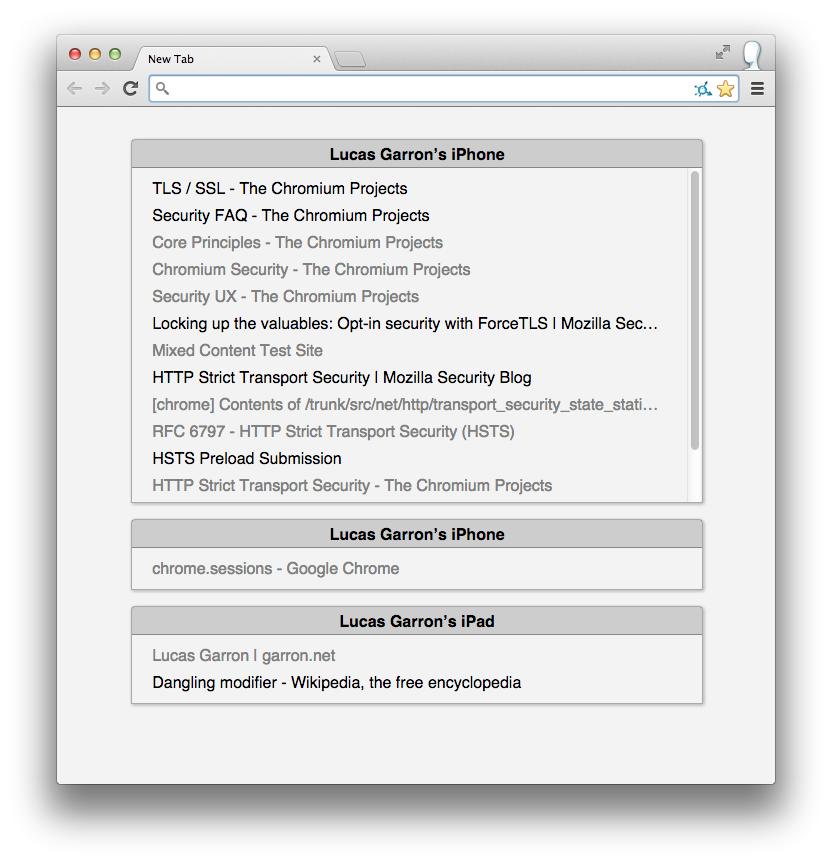 New Tab
Lucas Garron’s iPhone
TLS / SSL - The Chromium Projects
Security FAQ - The Chromium Projects
Core Principles - The Chromium Projects
Chromium Security - The Chromium Projects
Security UX - The Chromium Projects
Locking up the valuables: Opt-in security with ForceTLS | Mozilla Sec…
Mixed Content Test Site
HTTP Strict Transport Security | Mozilla Security Blog
[chrome] Contents of /trunk/src/net/http/transport_security_state_stati…
RFC 6797 - HTTP Strict Transport Security (HSTS)
HSTS Preload Submission
HTTP Strict Transport Security - The Chromium Projects
Lucas Garron’s iPhone
chrome.sessions - Google Chrome
Lucas Garron’s iPad
Lucas Garron | garron.net
Dangling modifier - Wikipedia, the free encyclopedia